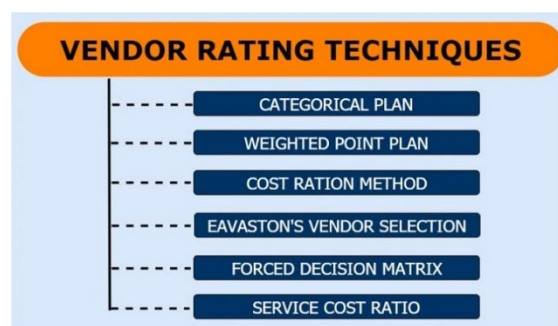 VENDOR RATING TECHNIQUES
CATEGORICAL PLAN
WEIGHTED POINT PLAN
COST RATION METHOD
EAVASTON'S VENDOR SELECTION
FORCED DECISION MATRIX
SERVICE COST RATIO